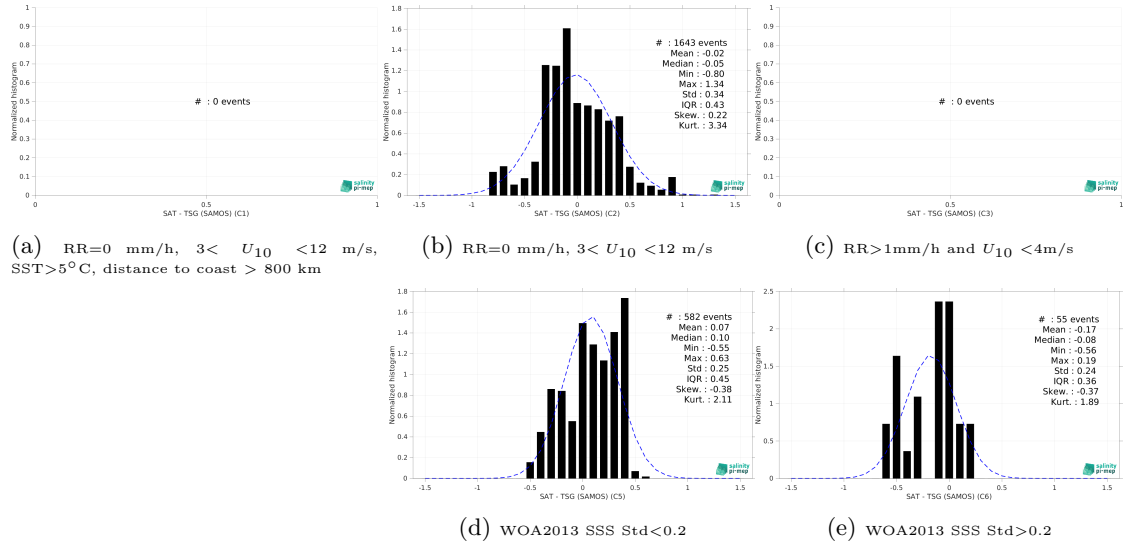 1
0.9
0.8
0.7
0.6
0.5
0.4
0.3
0.2
0.1
0
Normalized histogram
# : 0 events
salinity
pi-mep
0 0.5 1
SAT - TSG (SAMOS) (C1)
(a) RR=0 mm/h, 3< U10 <12 m/s,
SST>5°C, distance to coast > 800 km
1.8
1.6
1.4
1.2
1
0.8
0.6
0.4
0.2
0
Normalized histogram
# : 1643 events
Mean : -0.02
Median : -0.05
Min : -0.80
Max : 1.34
Std : 0.34
IQR : 0.43
Skew. : 0.22
Kurt. : 3.34
salinity
pi-mep
-1.5 -1 -0.5 0 0.5 1 1.5
SAT - TSG (SAMOS) (C2)
(b) RR=0 mm/h, 3< U10 <12 m/s
1
0.9
0.8
0.7
0.6
0.5
0.4
0.3
0.2
0.1
0
Normalized histogram
# : 0 events
salinity
pi-mep
0 0.5 1
SAT - TSG (SAMOS) (C3)
(c) RR>1mm/h and U10 <4m/s
1.8
1.6
1.4
1.2
1
0.8
0.6
0.4
0.2
0
Normalized histogram
# : 582 events
Mean : 0.07
Median : 0.10
Min : -0.55
Max : 0.63
Std : 0.25
IQR : 0.45
Skew. : -0.38
Kurt. : 2.11
salinity
pi-mep
-1.5 -1 -0.5 0 0.5 1 1.5
SAT - TSG (SAMOS) (C5)
(d) WOA2013 SSS Std<0.2
2.5
2
1.5
1
0.5
0
Normalized histogram
# : 55 events
Mean : -0.17
Median : -0.08
Min : -0.56
Max : 0.19
Std : 0.24
IQR : 0.36
Skew. : -0.37
Kurt. : 1.89
salinity
pi-mep
-1.5 -1 -0.5 0 0.5 1 1.5
SAT - TSG (SAMOS) (C6)
(e) WOA2013 SSS Std>0.2